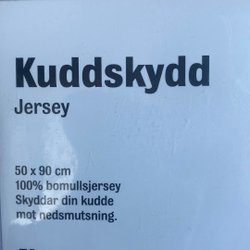 Kuddskydd
Jersey
50 x 90 cm
100% bomullsjersey
Skyddar din kudde
mot nedsmutsning.